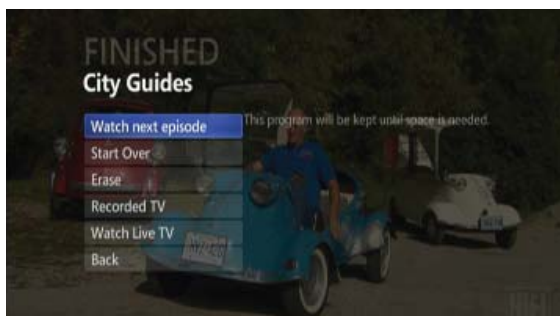 FINISHED
City Guides
Watch next episode
This program will be kept until space is needed.
Start Over
Erase
Recorded TV
Watch Live TV
Back